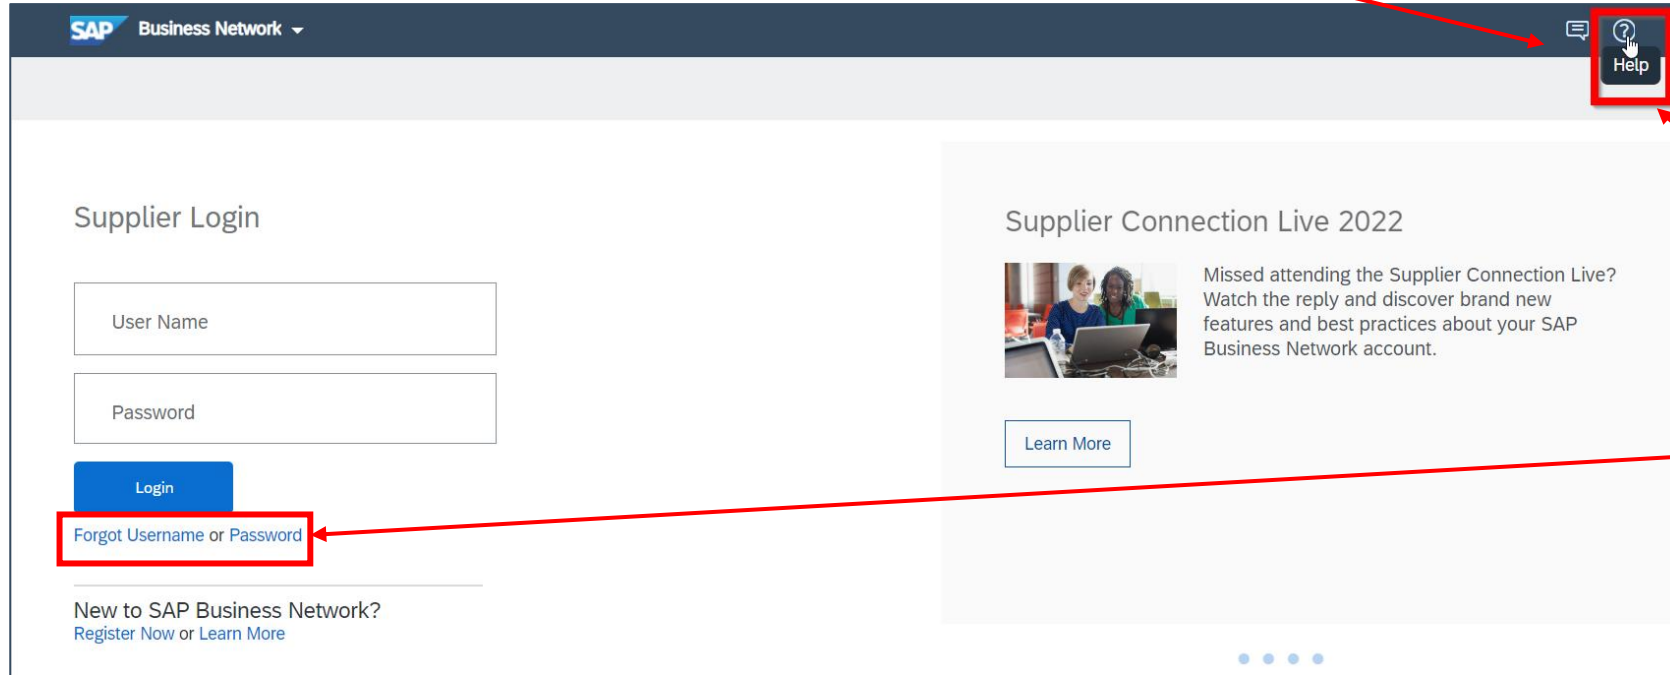 SAP Business Network
Help
Supplier Login
User Name
Password
Login
Forgot Username or Password
New to SAP Business Network?
Register Now or Learn More
Supplier Connection Live 2022
Missed attending the Supplier Connection Live?
Watch the reply and discover brand new
features and best practices about your SAP
Business Network account.
Learn More